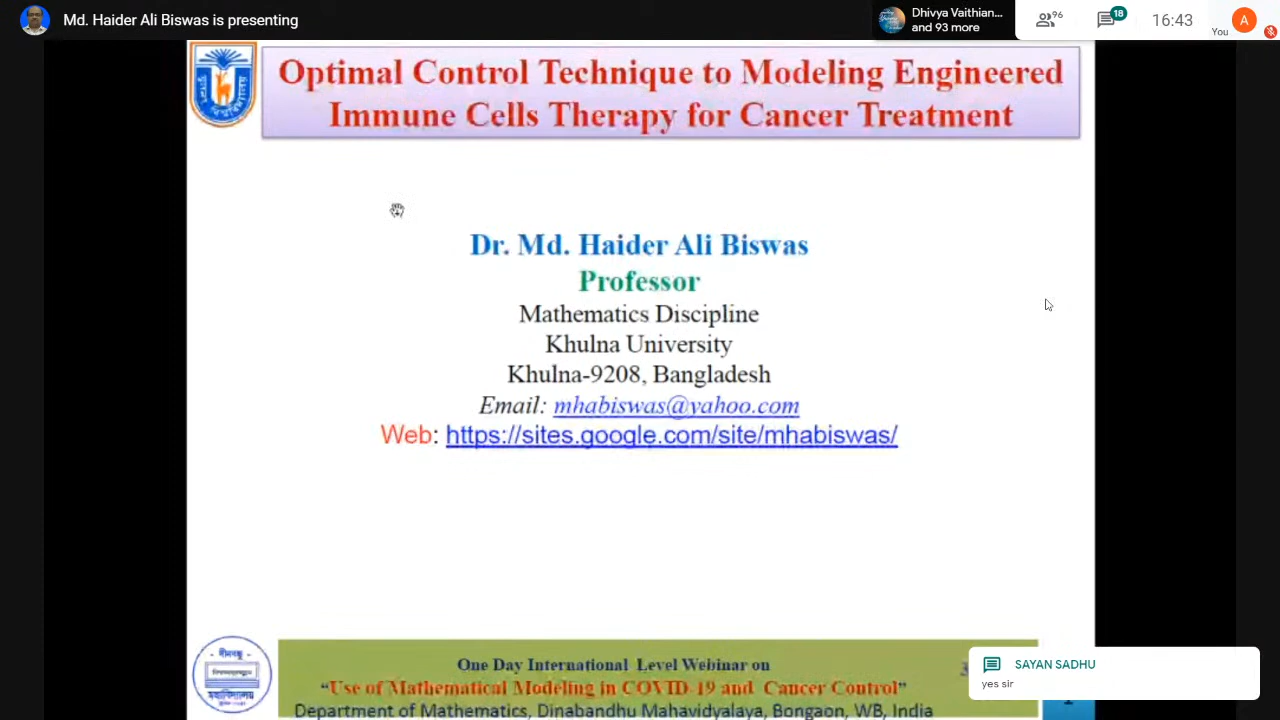 Md. Haider Ali Biswas is presenting
Dhivya Vaithian...
and 93 more
96
18
16:43
You
A
Optimal Control Technique to Modeling Engineered
Immune Cells Therapy for Cancer Treatment
Dr. Md. Haider Ali Biswas
Professor
Mathematics Discipline
Khulna University
Khulna-9208, Bangladesh
Email: mhabiswas@yahoo.com
Web: https://sites.google.com/site/mhabiswas/
One Day International Level Webinar on
“Use of Mathematical Modeling in COVID-19 and Cancer Control”
Department of Mathematics, Dinabandhu Mahavidyalaya, Bongaon, WB, India
SAYAN SADHU
yes sir